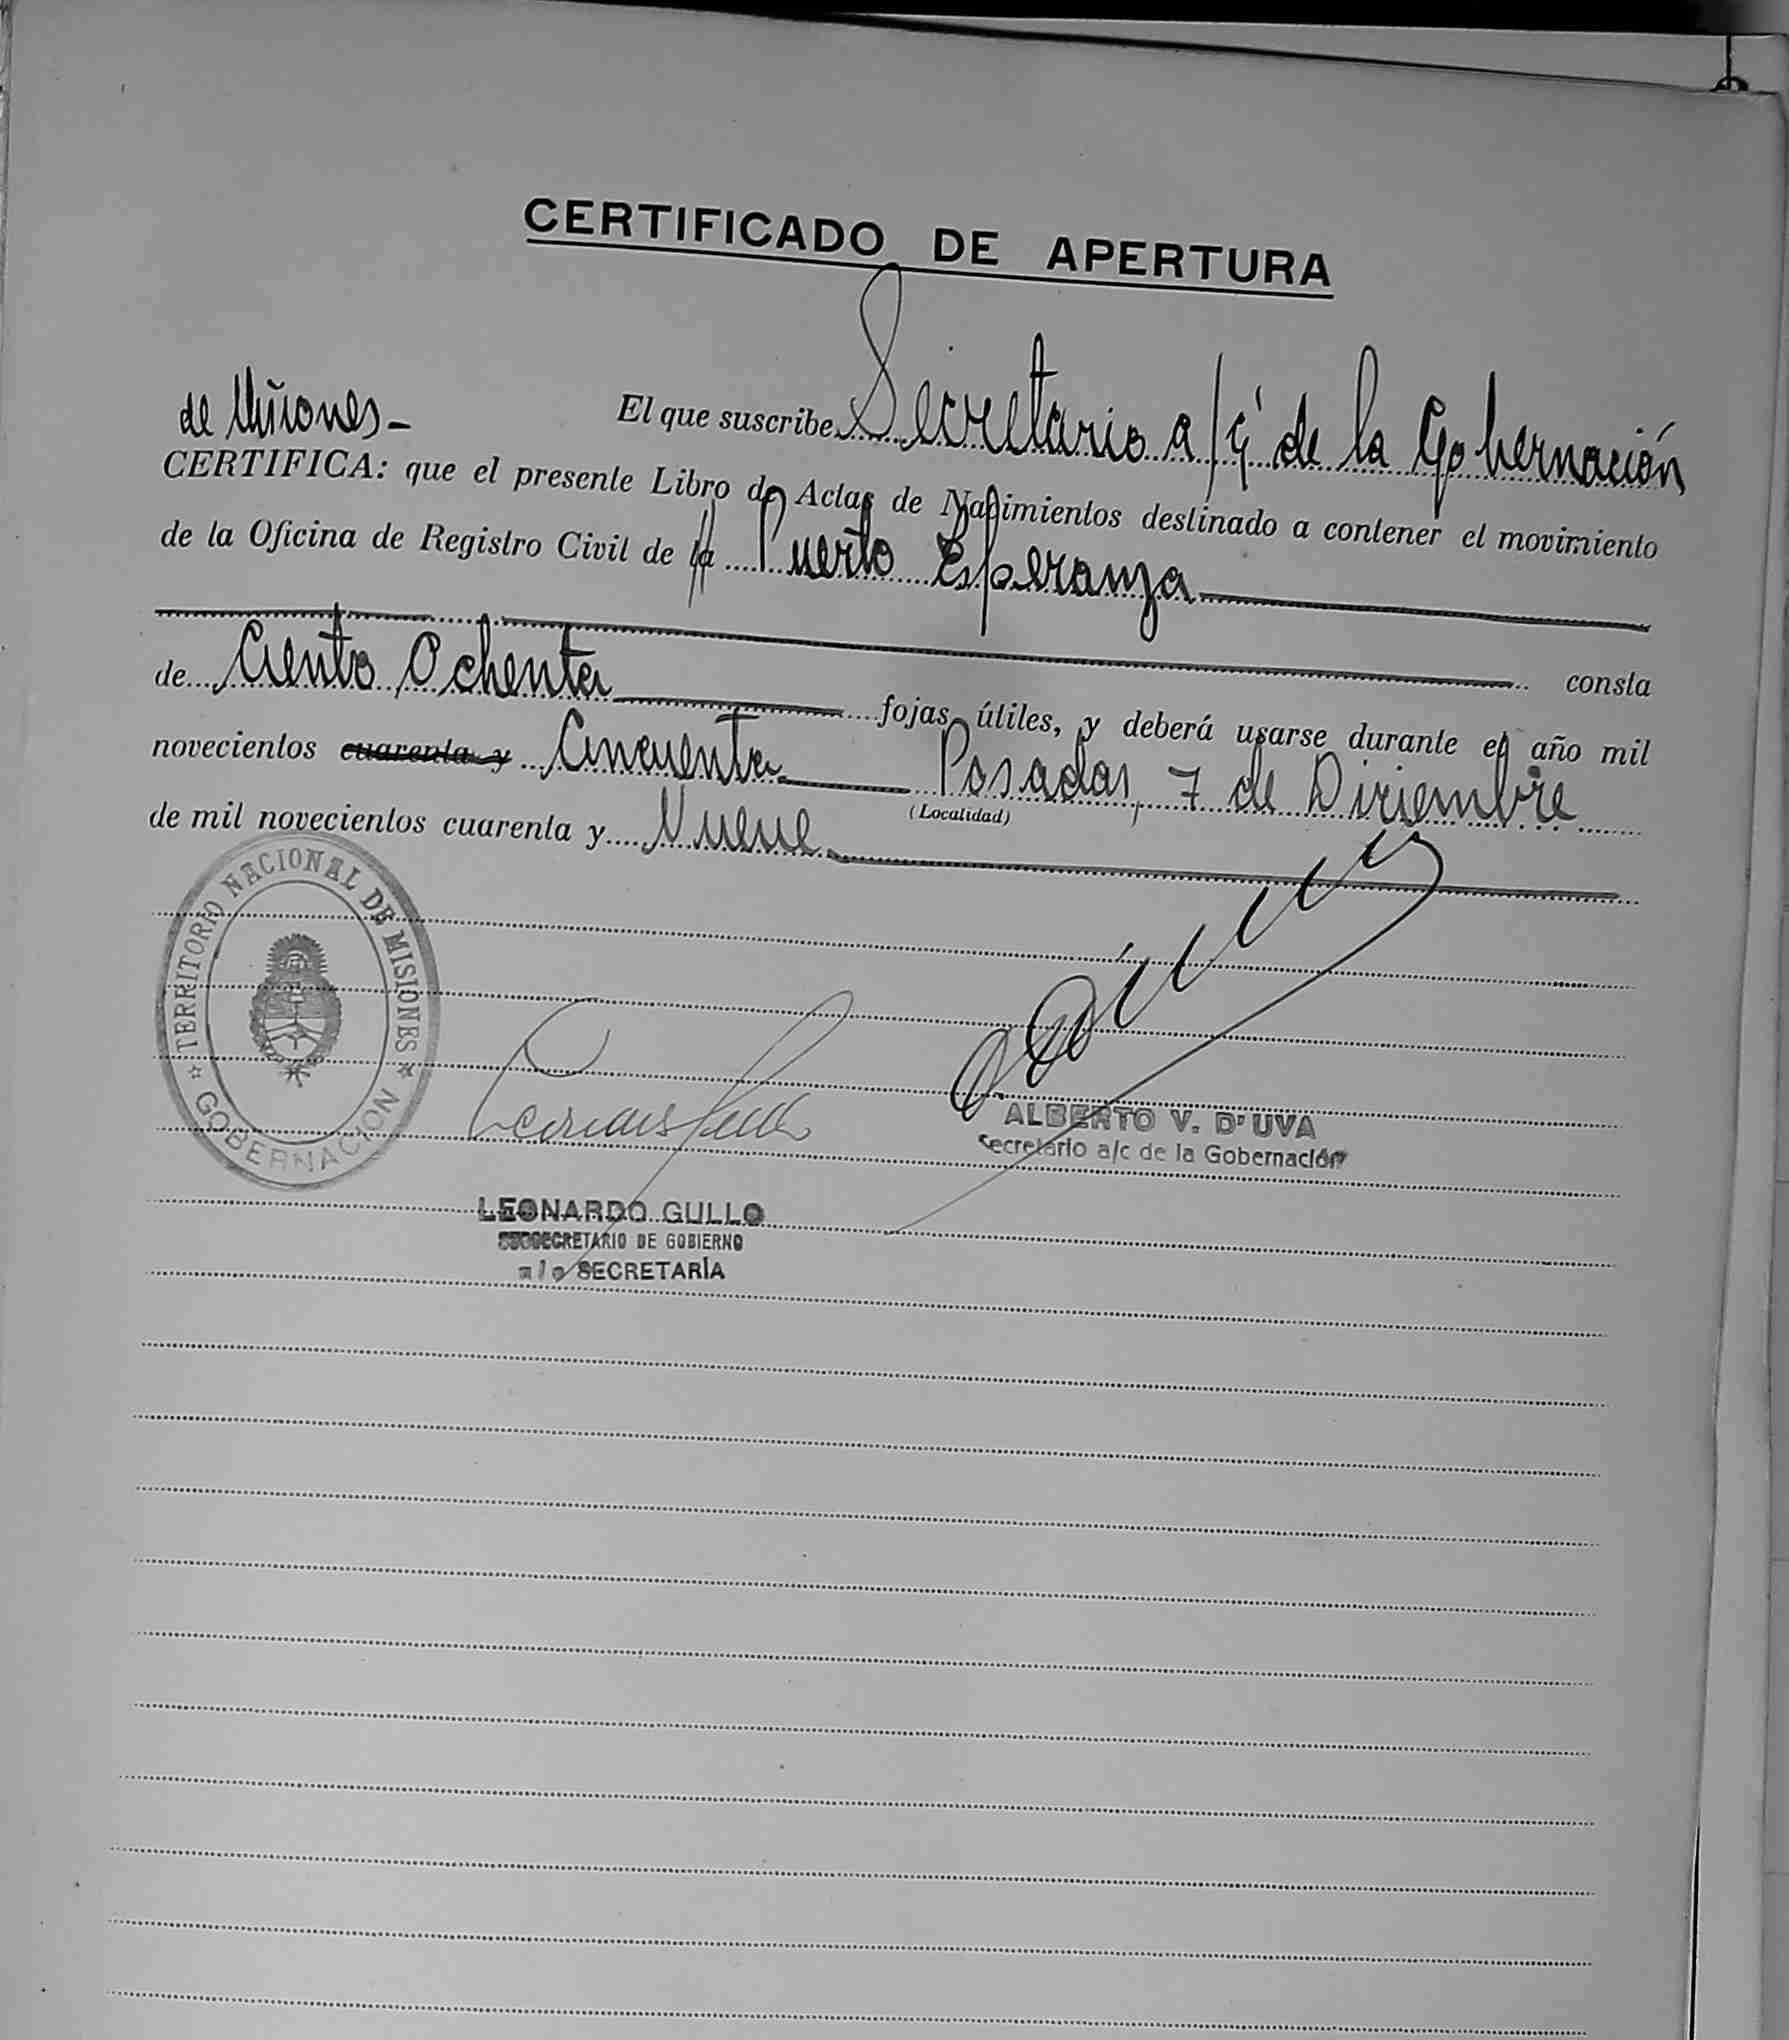 CERTIFICADO DE APERTURA
El que suscribe Secretario a/c de la Gobernación
de Misiones-
CERTIFICA: que el presente Libro de Actas de Nacimientos destinado a contener el movimiento
de la Oficina de Registro Civil de la Puerto Esperanza
consta
de Ciento Ochenta fojas útiles, y deberá usarse durante el año mil
novecientos cuarenta y Cincuenta Posadas, 7 de Diciembre
(Localidad)
de mil novecientos cuarenta y Nueve
TERRITORIO NACIONAL DE MISIONES
GOBERNACION
ALBERTO V. D'UVA
Secretario a/c de la Gobernación
LEONARDO GULLO
SUBSECRETARIO DE GOBIERNO
a/c SECRETARÍA